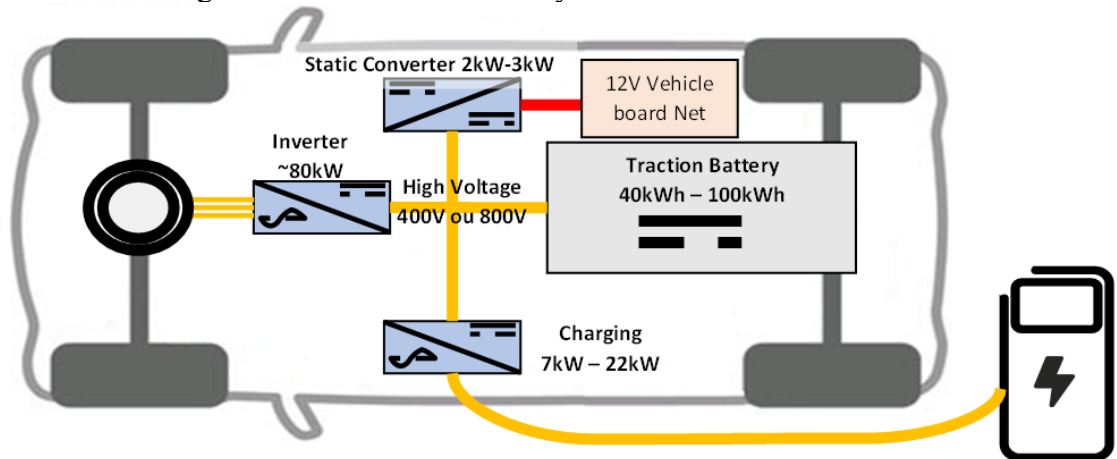 Static Converter 2kW-3kW
12V Vehicle
board Net
Inverter
~80kW
High Voltage
400V ou 800V
Traction Battery
40kWh – 100kWh
Charging
7kW – 22kW